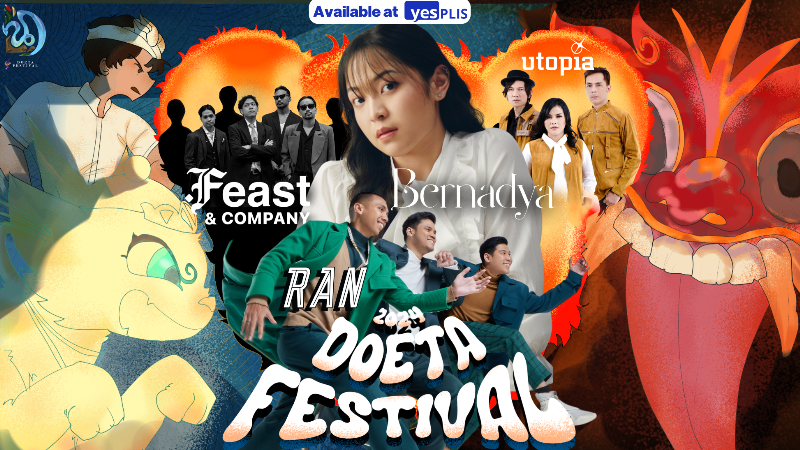 Available at yesPLIS
utopia
.Feast
& COMPANY
Bernadya
RAN
2024
DOETA
FESTIVAL